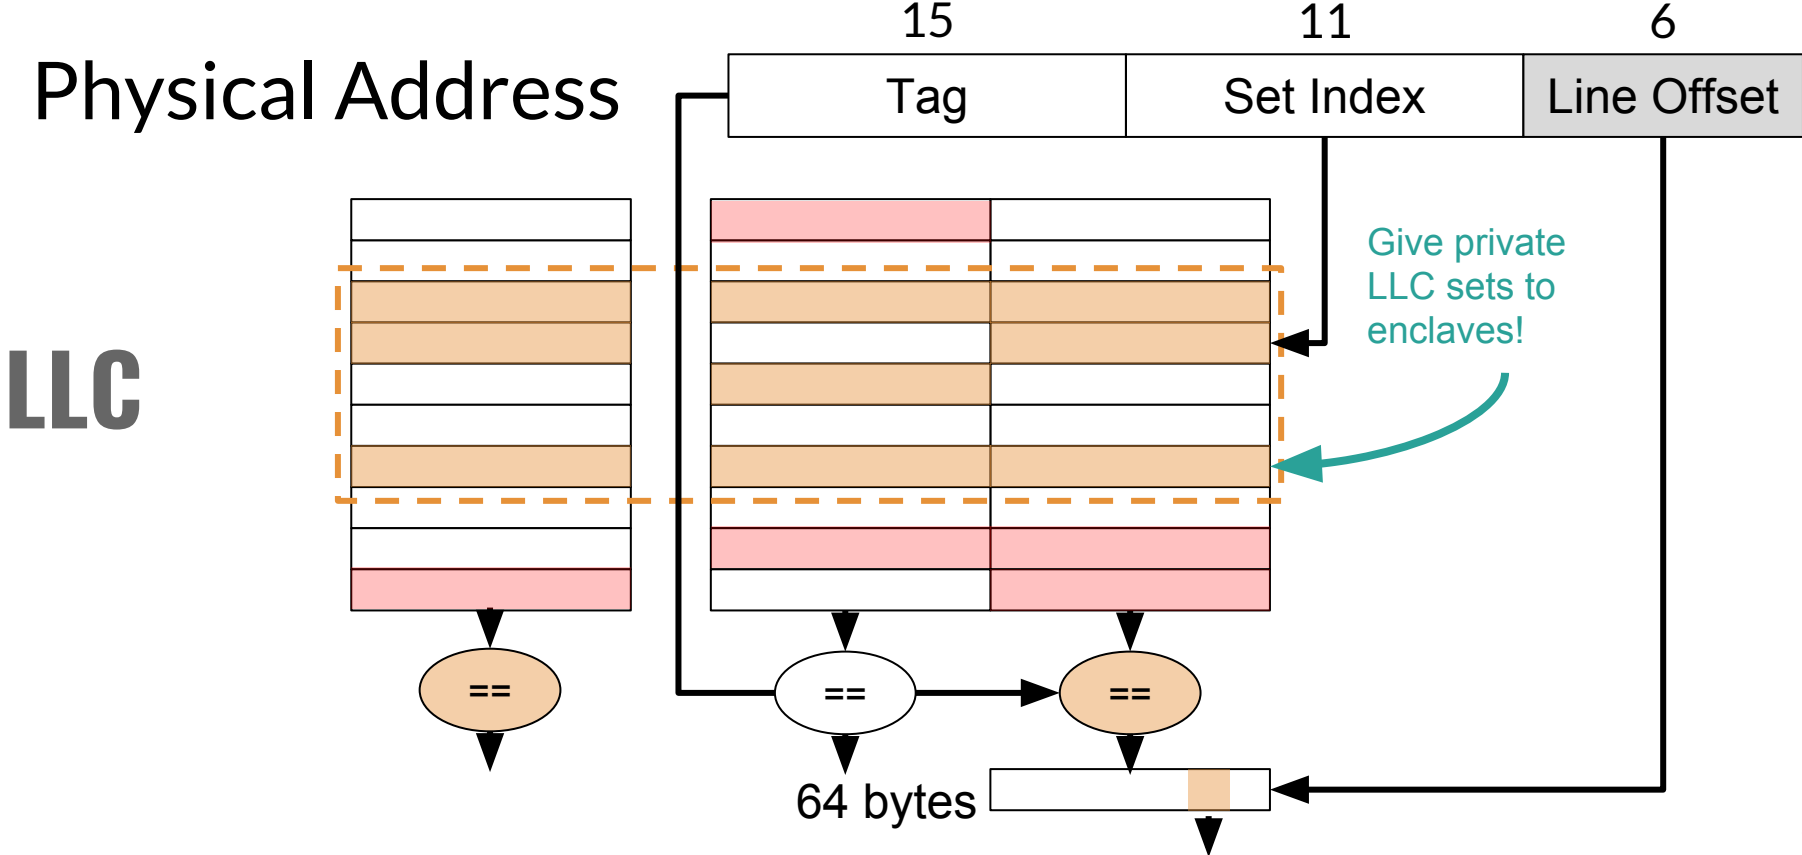 15 11 6
Physical Address Tag Set Index Line Offset
Give private
LLC sets to
enclaves!
LLC
== == ==
64 bytes